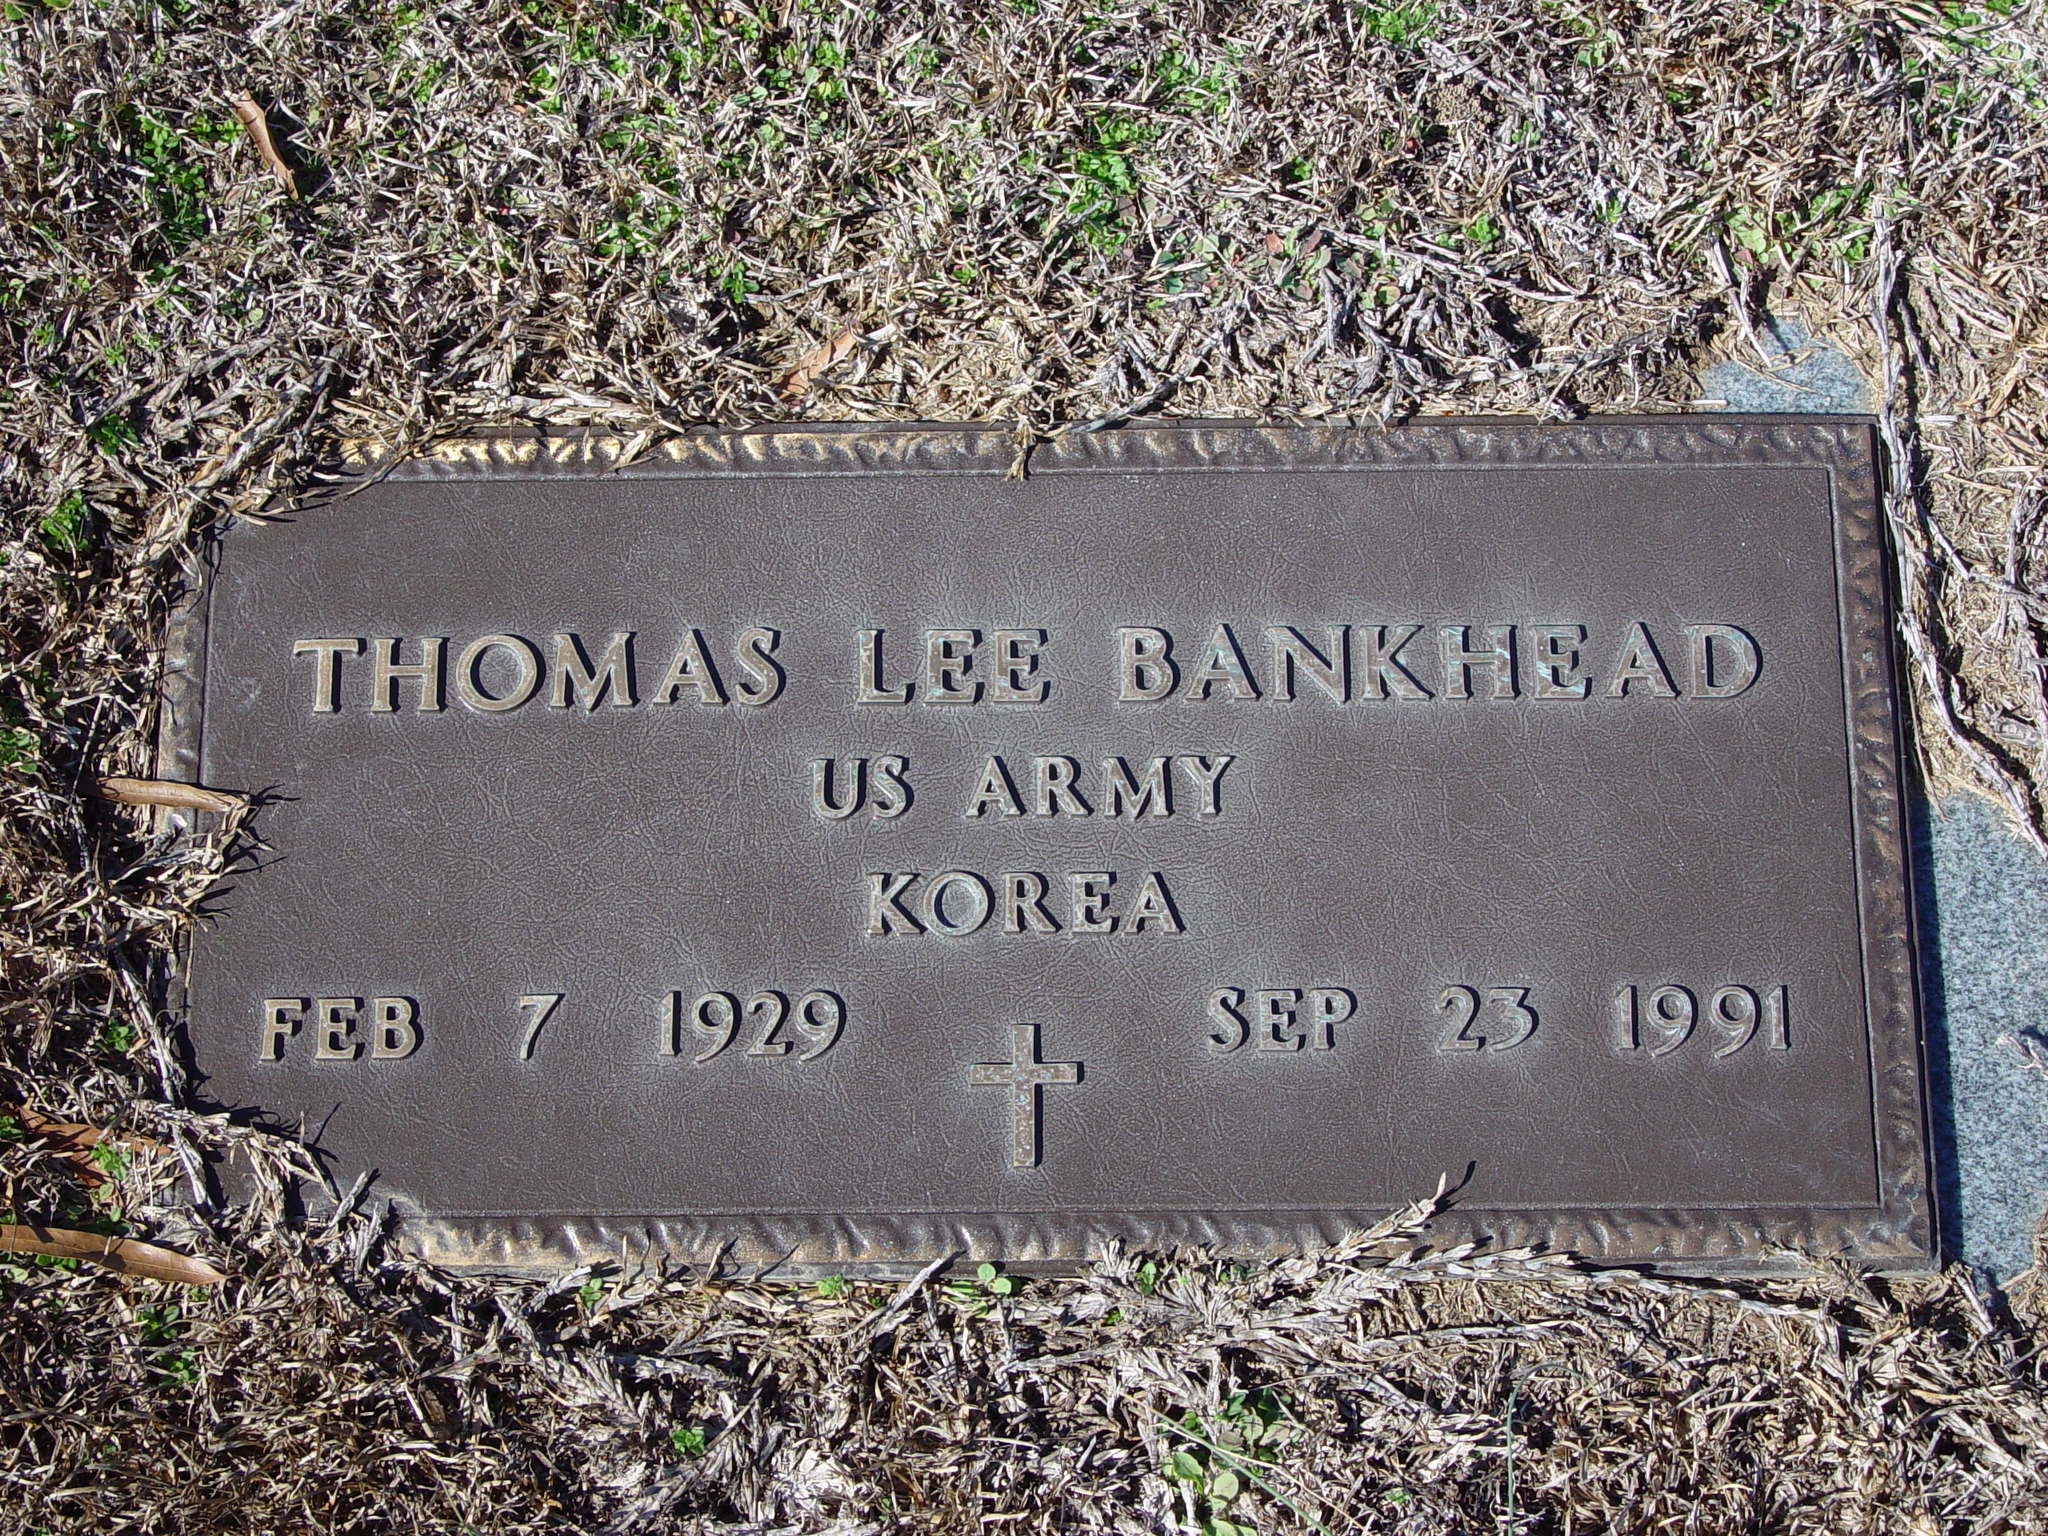 THOMAS LEE BANKHEAD
US ARMY
KOREA
FEB 7 1929 SEP 23 1991